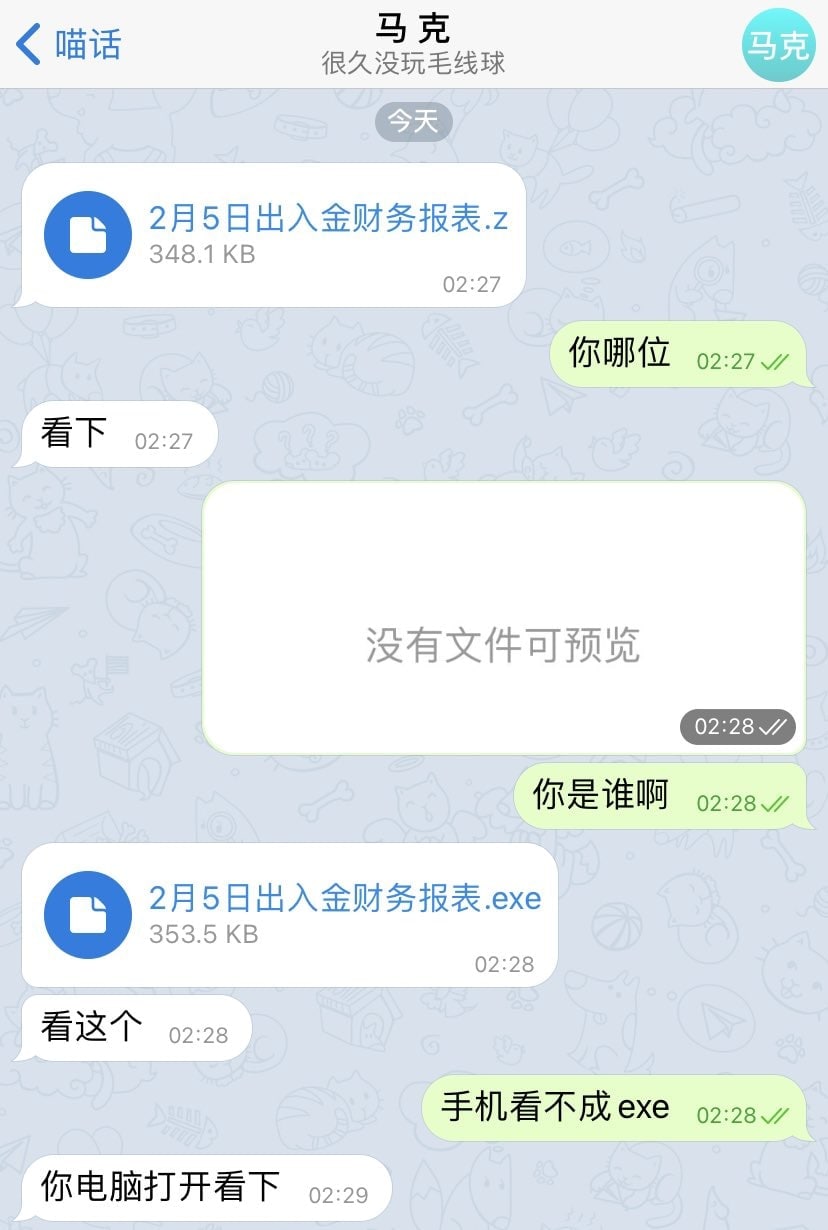 喵话
马 克
很久没玩毛线球
马克
今天
2月5日出入金财务报表.z
348.1 KB
02:27
你哪位 02:27
看下 02:27
没有文件可预览
02:28
你是谁啊 02:28
2月5日出入金财务报表.exe
353.5 KB
02:28
看这个 02:28
手机看不成exe 02:28
你电脑打开看下 02:29